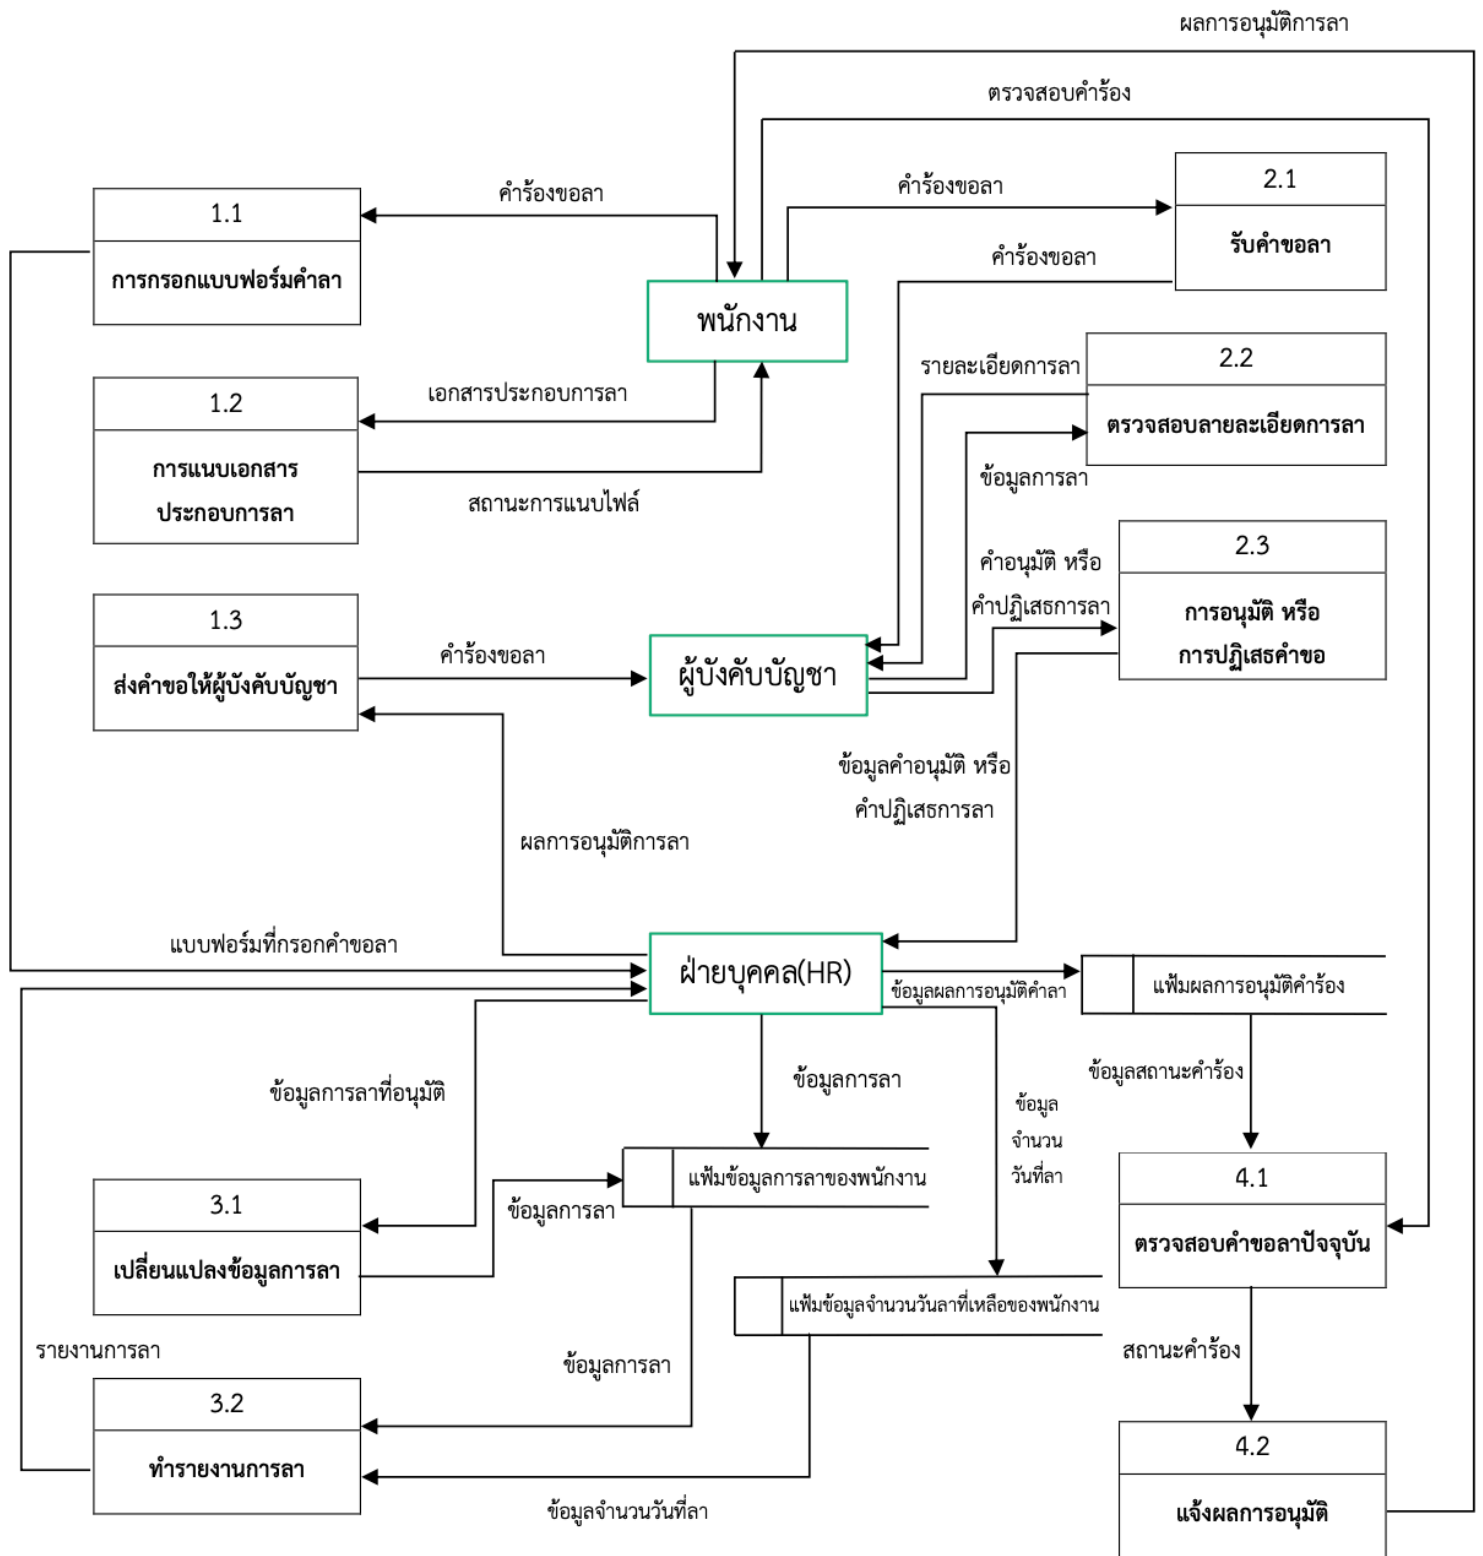 ผลการอนุมัติการลา
ตรวจสอบคำร้อง
คำร้องขอลา
คำร้องขอลา
2.1
รับคำขอลา
1.1
การกรอกแบบฟอร์มคำลา
คำร้องขอลา
พนักงาน
รายละเอียดการลา
2.2
ตรวจสอบลายละเอียดการลา
1.2
การแนบเอกสาร
ประกอบการลา
เอกสารประกอบการลา
สถานะการแนบไฟล์
ข้อมูลการลา
2.3
การอนุมัติ หรือ
การปฏิเสธคำขอ
คำอนุมัติ หรือ
คำปฏิเสธการลา
1.3
ส่งคำขอให้ผู้บังคับบัญชา
คำร้องขอลา
ผู้บังคับบัญชา
ข้อมูลคำอนุมัติ หรือ
คำปฏิเสธการลา
ผลการอนุมัติการลา
แบบฟอร์มที่กรอกคำขอลา
ฝ่ายบุคคล(HR)
ข้อมูลผลการอนุมัติคำลา
แฟ้มผลการอนุมัติคำร้อง
ข้อมูลการลาที่อนุมัติ
ข้อมูลการลา
ข้อมูล
จำนวน
วันที่ลา
ข้อมูลสถานะคำร้อง
3.1
เปลี่ยนแปลงข้อมูลการลา
ข้อมูลการลา
แฟ้มข้อมูลการลาของพนักงาน
4.1
ตรวจสอบคำขอลาปัจจุบัน
แฟ้มข้อมูลจำนวนวันลาที่เหลือของพนักงาน
รายงานการลา
ข้อมูลการลา
สถานะคำร้อง
3.2
ทำรายงานการลา
ข้อมูลจำนวนวันที่ลา
4.2
แจ้งผลการอนุมัติ